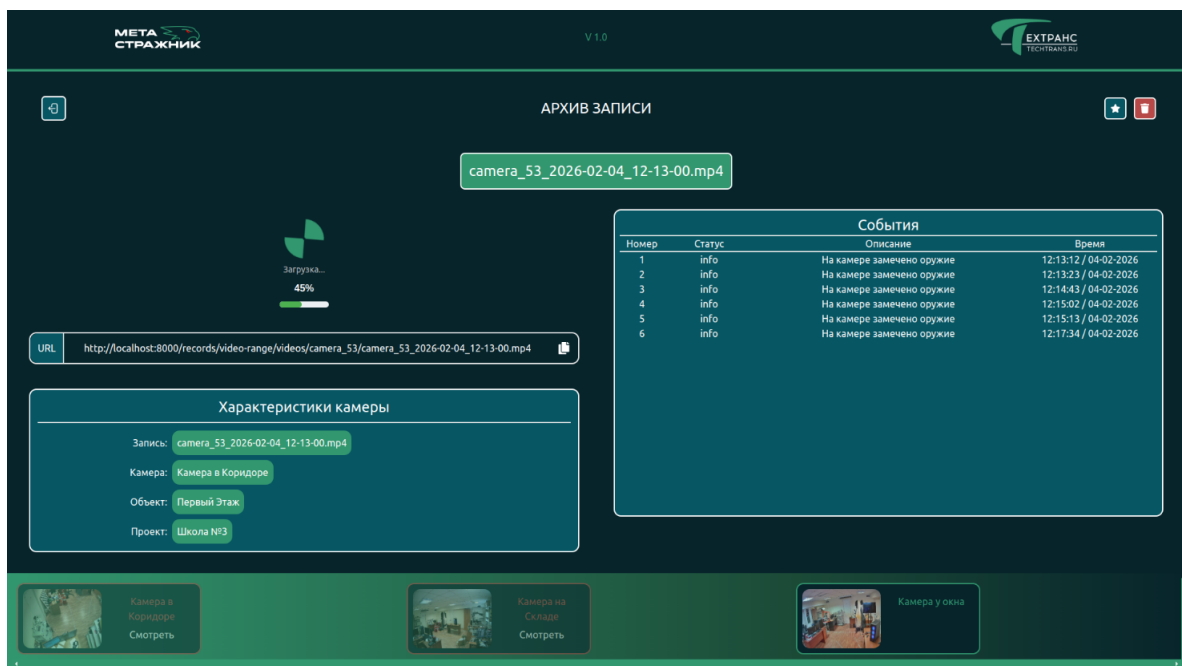 МЕТА
СТРАЖНИК
V 1.0
ТЕХТРАНС
TECHTRANS.RU
АРХИВ ЗАПИСИ
camera_53_2026-02-04_12-13-00.mp4
Загрузка...
45%
URL http://localhost:8000/records/video-range/videos/camera_53/camera_53_2026-02-04_12-13-00.mp4
Характеристики камеры
Запись: camera_53_2026-02-04_12-13-00.mp4
Камера: Камера в Коридоре
Объект: Первый Этаж
Проект: Школа №3
События
Номер Статус Описание Время
1 info На камере замечено оружие 12:13:12 / 04-02-2026
2 info На камере замечено оружие 12:13:23 / 04-02-2026
3 info На камере замечено оружие 12:14:43 / 04-02-2026
4 info На камере замечено оружие 12:15:02 / 04-02-2026
5 info На камере замечено оружие 12:15:13 / 04-02-2026
6 info На камере замечено оружие 12:17:34 / 04-02-2026
Камера в
Коридоре
Смотреть
Камера на
Складе
Смотреть
Камера у окна